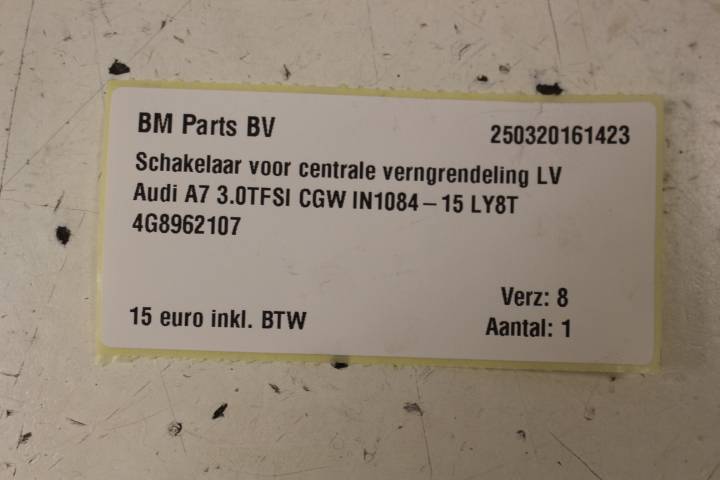 BM Parts BV 250320161423
Schakelaar voor centrale verngrendeling LV
Audi A7 3.0TFSI CGW IN1084-15 LY8T
4G8962107
Verz: 8
15 euro inkl. BTW Aantal: 1